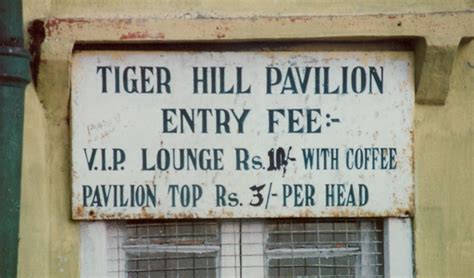 TIGER HILL PAVILION
ENTRY FEE:-
V.I.P. LOUNGE Rs. 10/- WITH COFFEE
PAVILION TOP Rs. 3/- PER HEAD